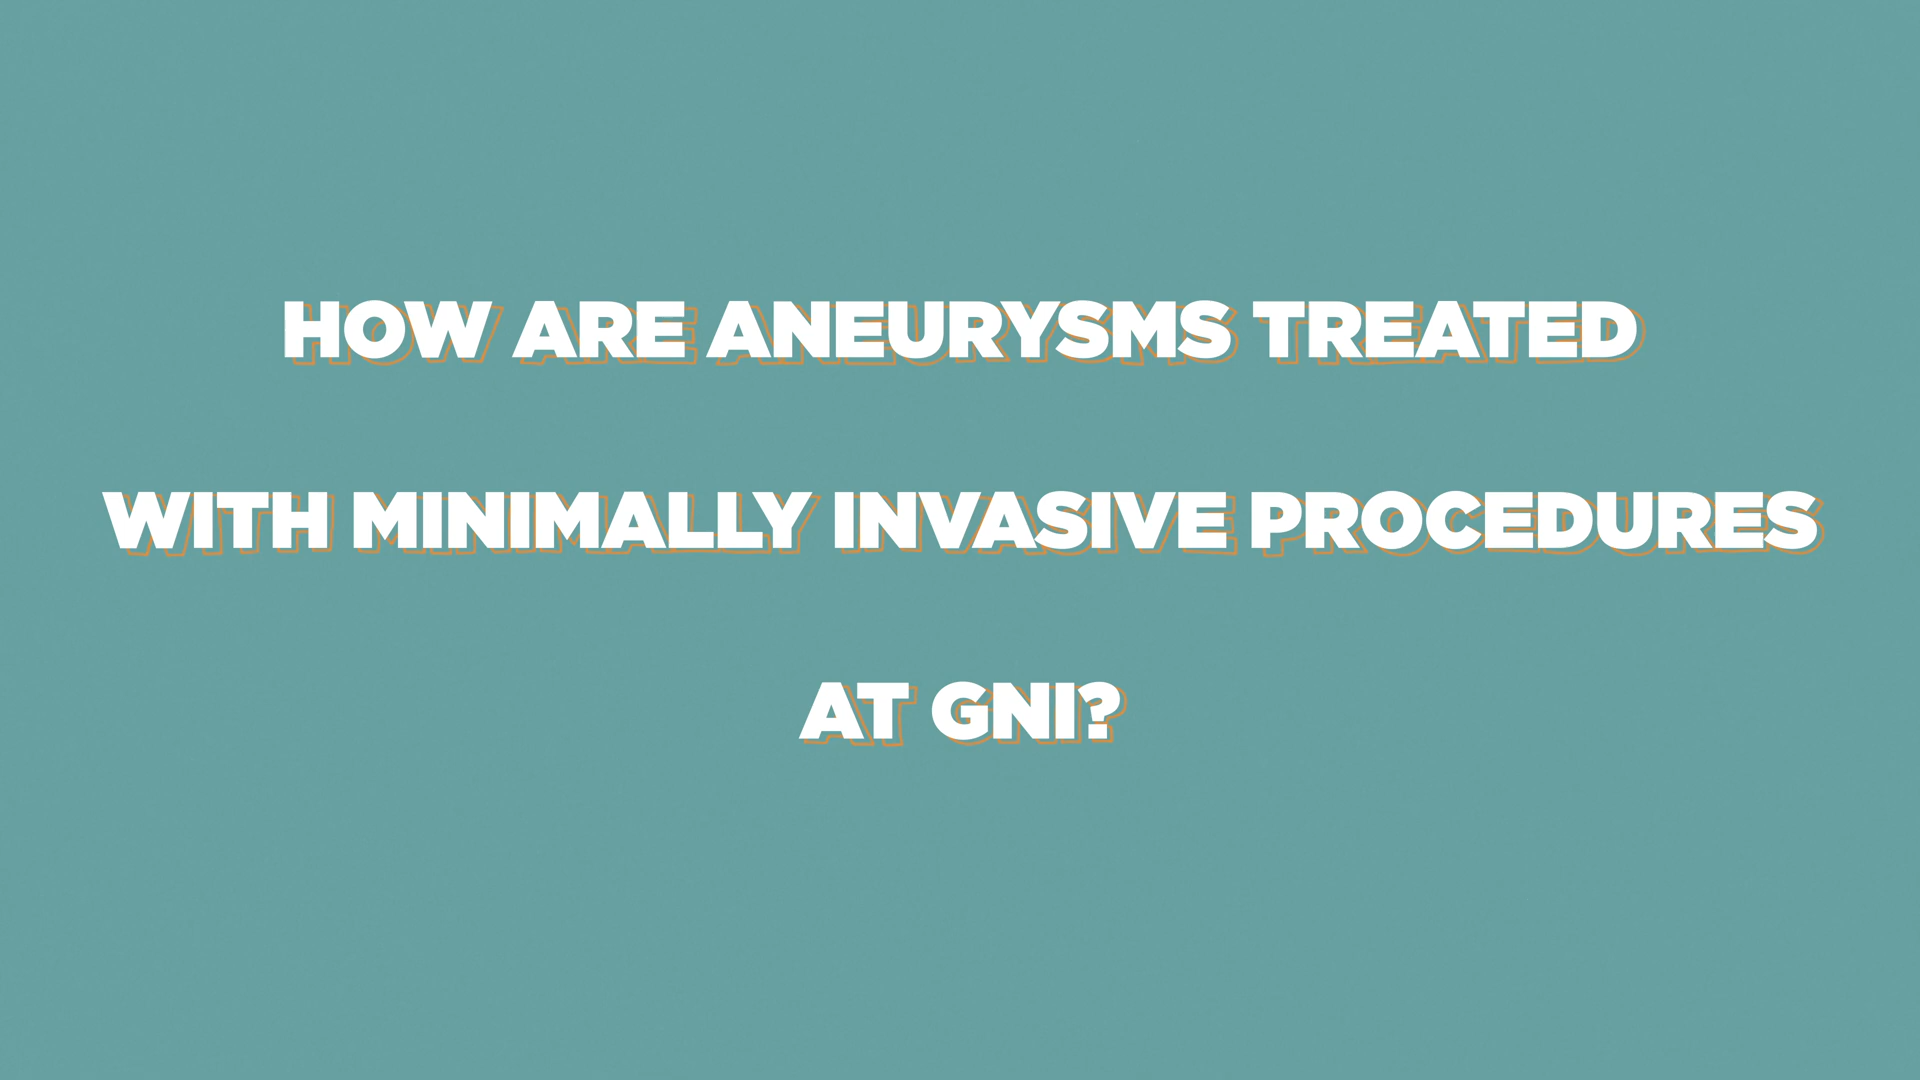 HOW ARE ANEURYSMS TREATED
WITH MINIMALLY INVASIVE PROCEDURES
AT GNI?